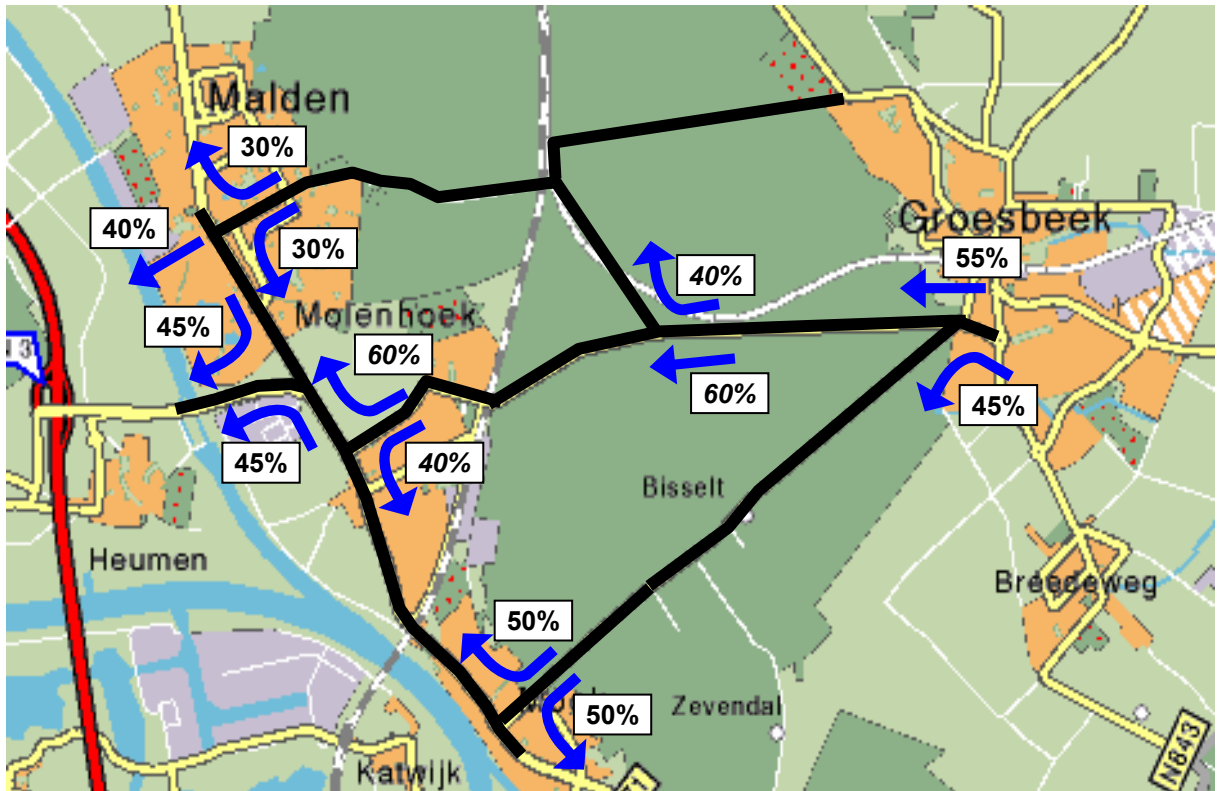 Malden
30%
Groesbeek
40%
30%
40%
55%
45%
Molenhoek
60%
60%
45%
45%
40%
Bisselt
Heumen
Breedeweg
50%
Zevendal
50%
Katwijk
N843